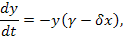 dy/dt = −y(γ − δx),